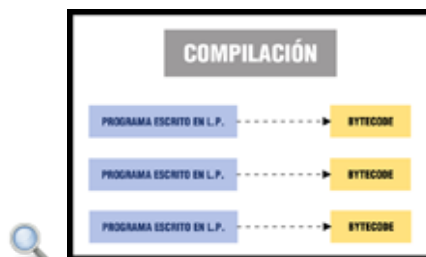 COMPILACIÓN
PROGRAMA ESCRITO EN L.P. BYTECODE
PROGRAMA ESCRITO EN L.P. BYTECODE
PROGRAMA ESCRITO EN L.P. BYTECODE